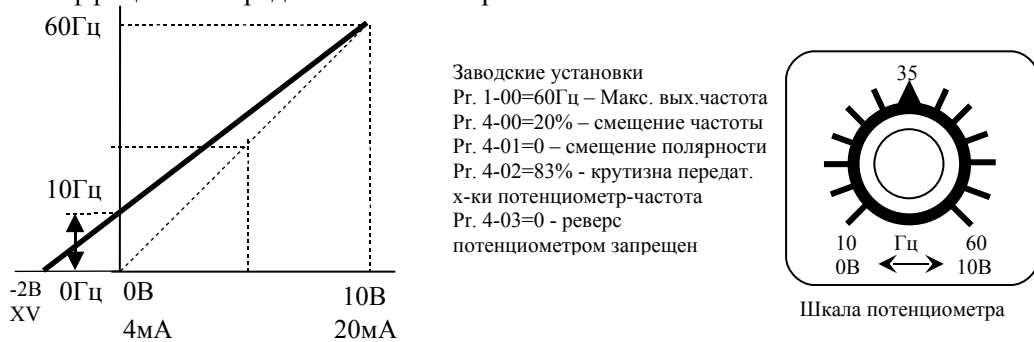 60Гц
10Гц
-2В
XV
0Гц
0В
10В
4мА
20мА
Заводские установки
Pr. 1-00=60Гц – Макс. вых.частота
Pr. 4-00=20% – смещение частоты
Pr. 4-01=0 – смещение полярности
Pr. 4-02=83% - крутизна передат.
х-ки потенциометр-частота
Pr. 4-03=0 - реверс
потенциометром запрещен
35
10 Гц 60
0В 10В
Шкала потенциометра